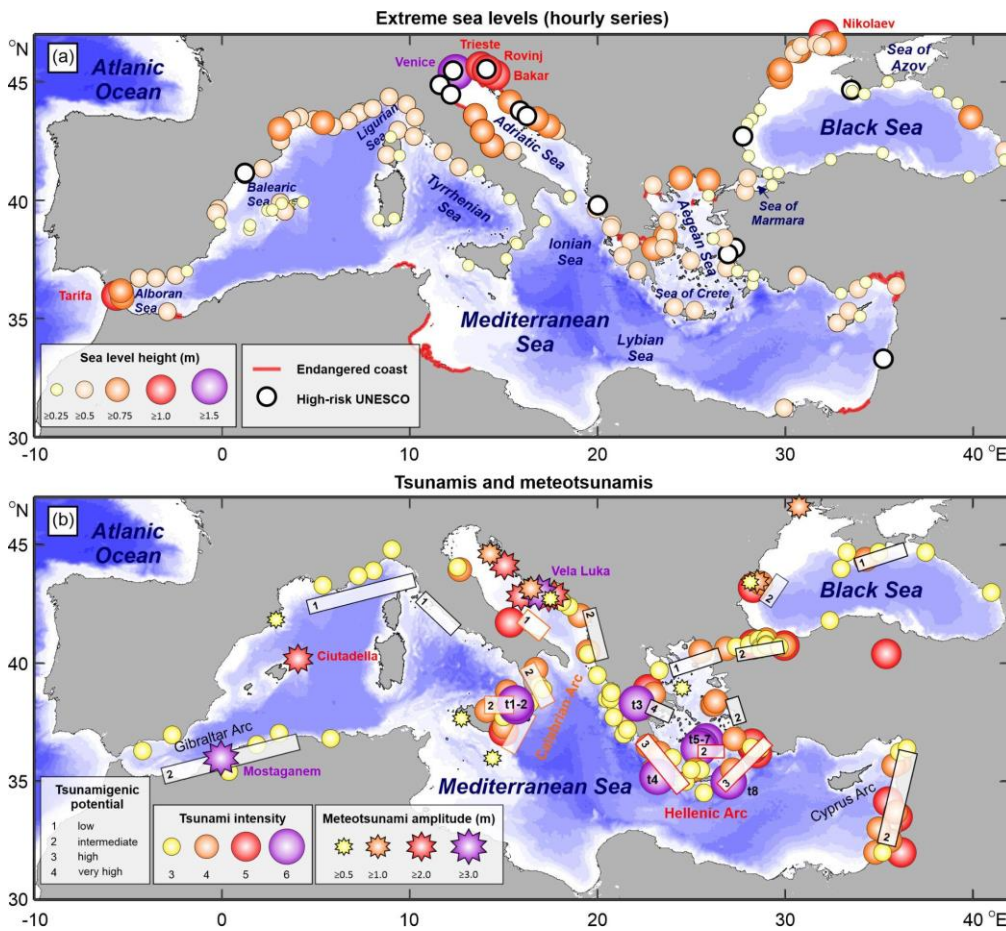 Extreme sea levels (hourly series)
°N
(a)
45
40
35
30
Atlanic
Ocean
Venice
Trieste
Rovinj
Bakar
Nikolaev
Sea of
Azov
Ligurian
Sea
Adriatic Sea
Black Sea
Balearic
Sea
Tyrrhenian
Sea
Aegean Sea
Sea of
Marmara
Ionian
Sea
Tarifa
Alboran
Sea
Sea of Crete
Mediterranean
Sea
Lybian
Sea
Sea level height (m)
≥0.25
≥0.5
≥0.75
≥1.0
≥1.5
Endangered coast
High-risk UNESCO
-10
0
10
20
30
40 °E
Tsunamis and meteotsunamis
°N
(b)
45
40
35
30
Atlanic
Ocean
Vela Luka
Black Sea
1
1
1
1
2
2
2
1
2
Ciutadella
2
2
t1-2
Calabrian Arc
t3
4
2
t5-7
2
Gibraltar Arc
2
Mostaganem
3
3
t4
t8
Mediterranean Sea
Hellenic Arc
Cyprus Arc
2
Tsunamigenic
potential
1 low
2 intermediate
3 high
4 very high
Tsunami intensity
3
4
5
6
Meteotsunami amplitude (m)
≥0.5
≥1.0
≥2.0
≥3.0
-10
0
10
20
30
40 °E